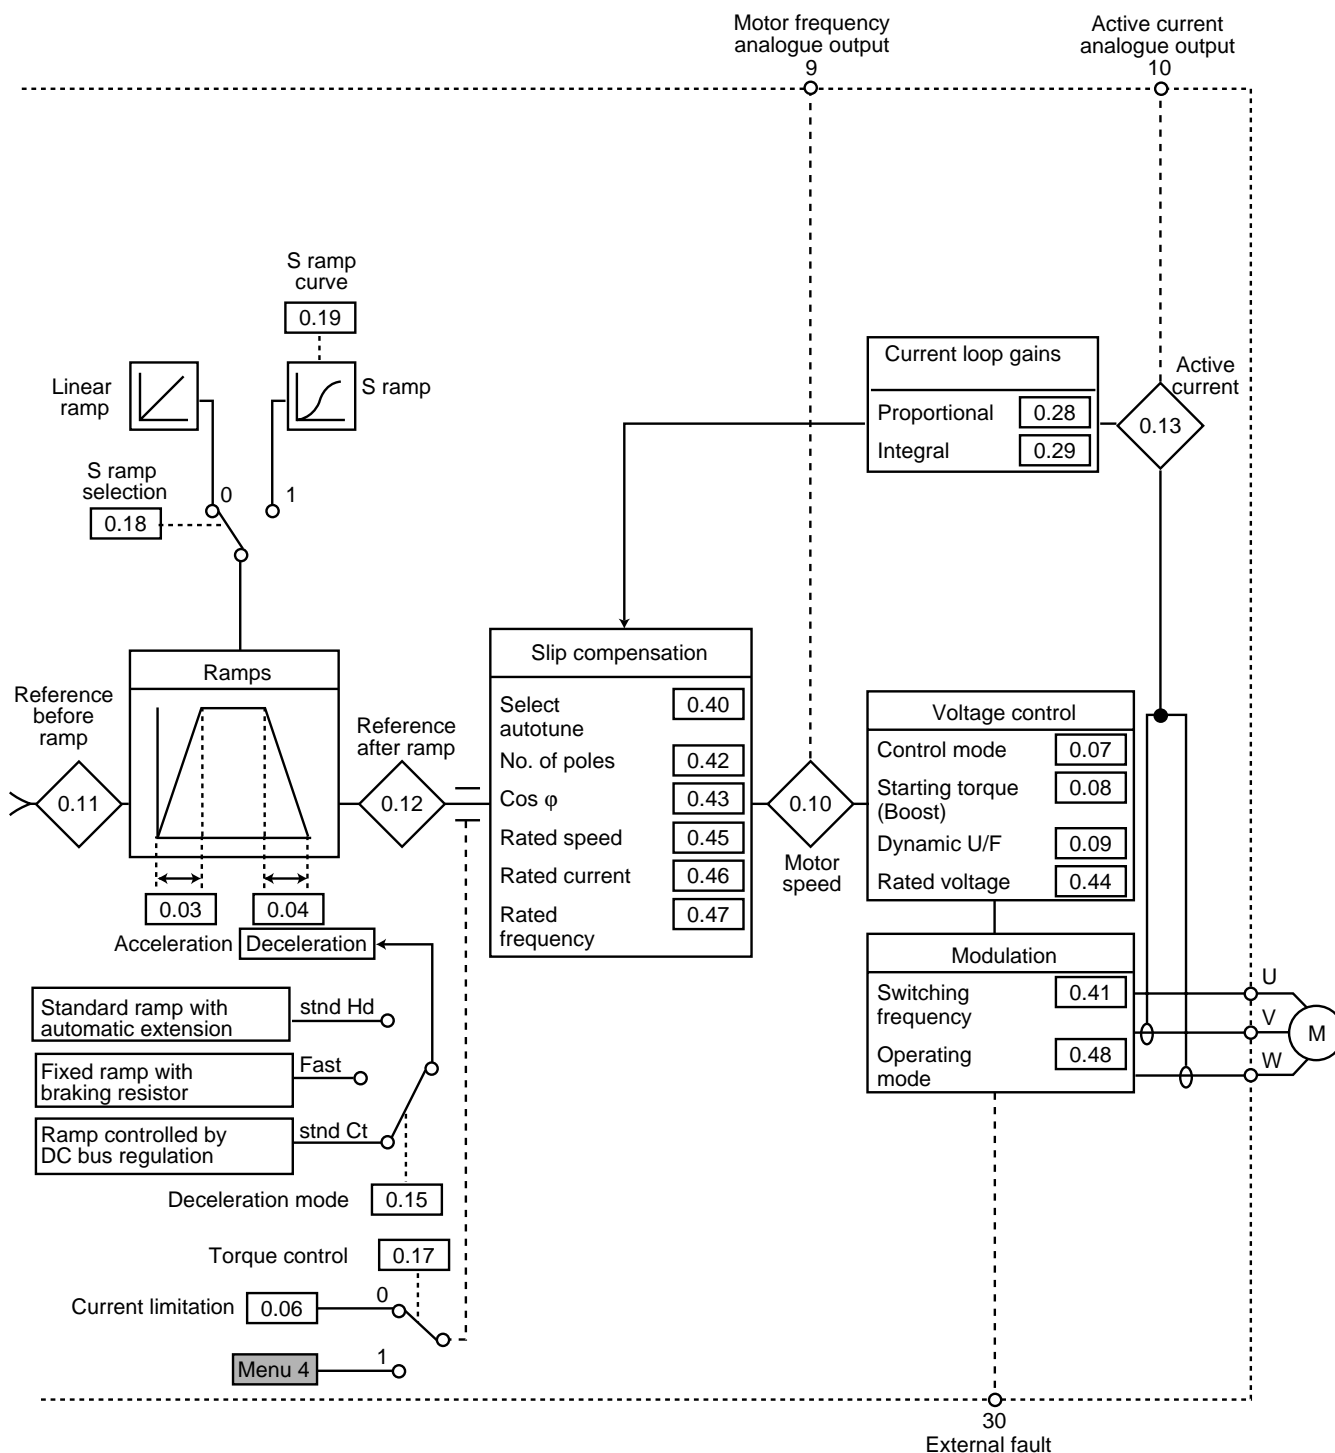 Motor frequency
analogue output
9
Active current
analogue output
10
S ramp
curve
0.19
Linear
ramp
S ramp
S ramp
selection
0.18
0
1
Current loop gains
Proportional 0.28
Integral 0.29
Active
current
0.13
Reference
before
ramp
0.11
Ramps
0.03
0.04
Acceleration
Deceleration
Reference
after ramp
0.12
Slip compensation
Select
autotune
0.40
No. of poles 0.42
Cos φ 0.43
Rated speed 0.45
Rated current 0.46
Rated
frequency
0.47
0.10
Motor
speed
Voltage control
Control mode 0.07
Starting torque
(Boost)
0.08
Dynamic U/F 0.09
Rated voltage 0.44
Modulation
Switching
frequency
0.41
Operating
mode
0.48
U
V
W
M
Standard ramp with
automatic extension
stnd Hd
Fixed ramp with
braking resistor
Fast
Ramp controlled by
DC bus regulation
stnd Ct
Deceleration mode 0.15
Torque control 0.17
Current limitation 0.06
0
Menu 4
1
30
External fault